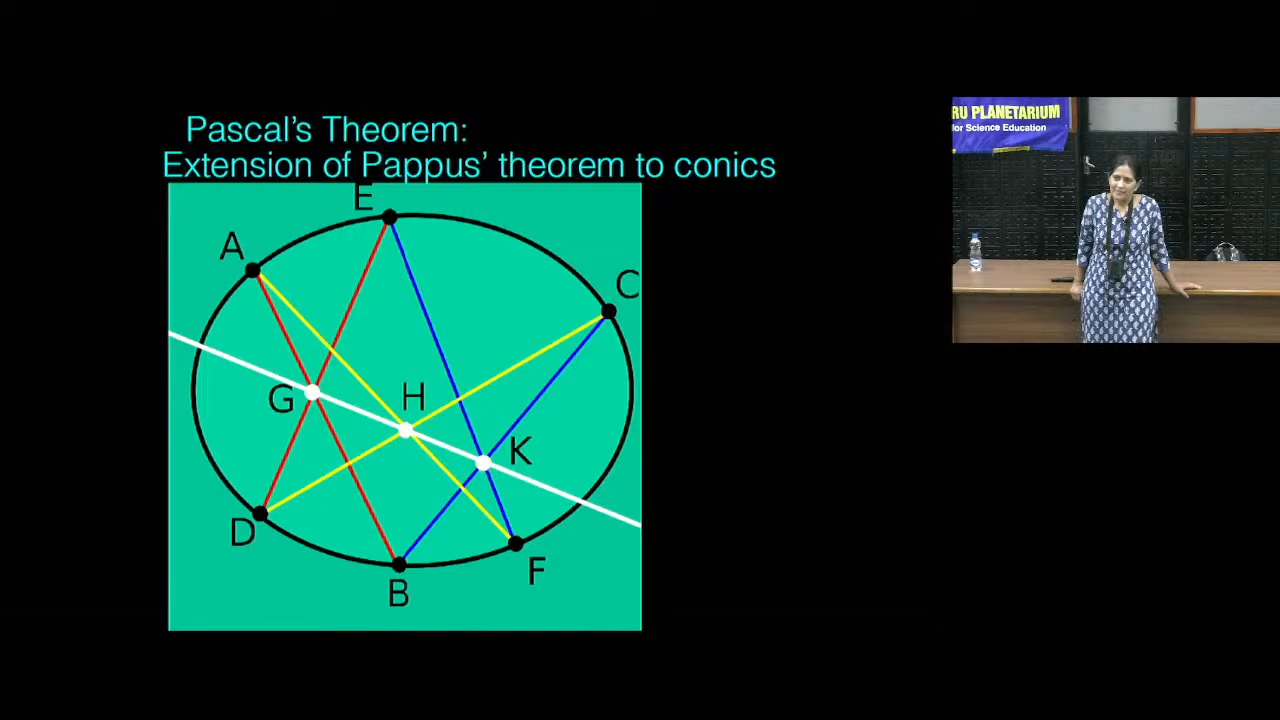 Pascal's Theorem:
Extension of Pappus' theorem to conics
E
A
C
G
H
K
D
B
F
RU PLANETARIUM
for Science Education